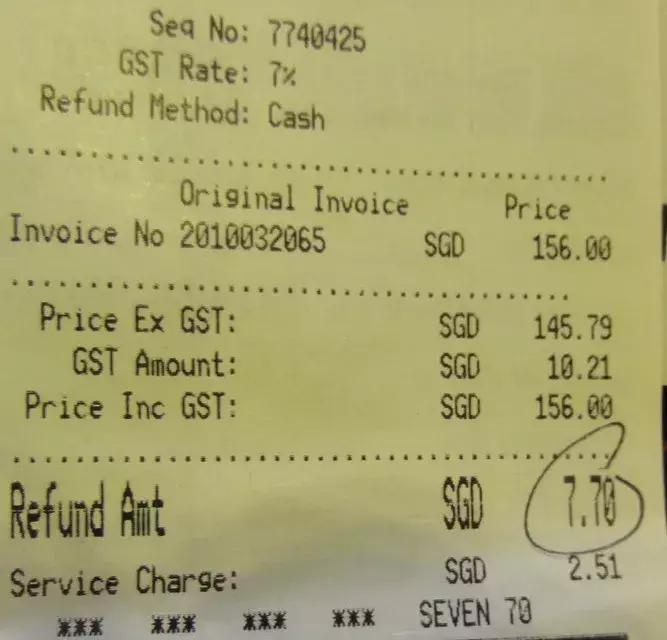 Seq No: 7740425
GST Rate: 7%
Refund Method: Cash
Original Invoice Price
Invoice No 2010032065 SGD 156.00
Price Ex GST: SGD 145.79
GST Amount: SGD 10.21
Price Inc GST: SGD 156.00
Refund Amt SGD 7.70
Service Charge: SGD 2.51
*** *** *** *** SEVEN 70